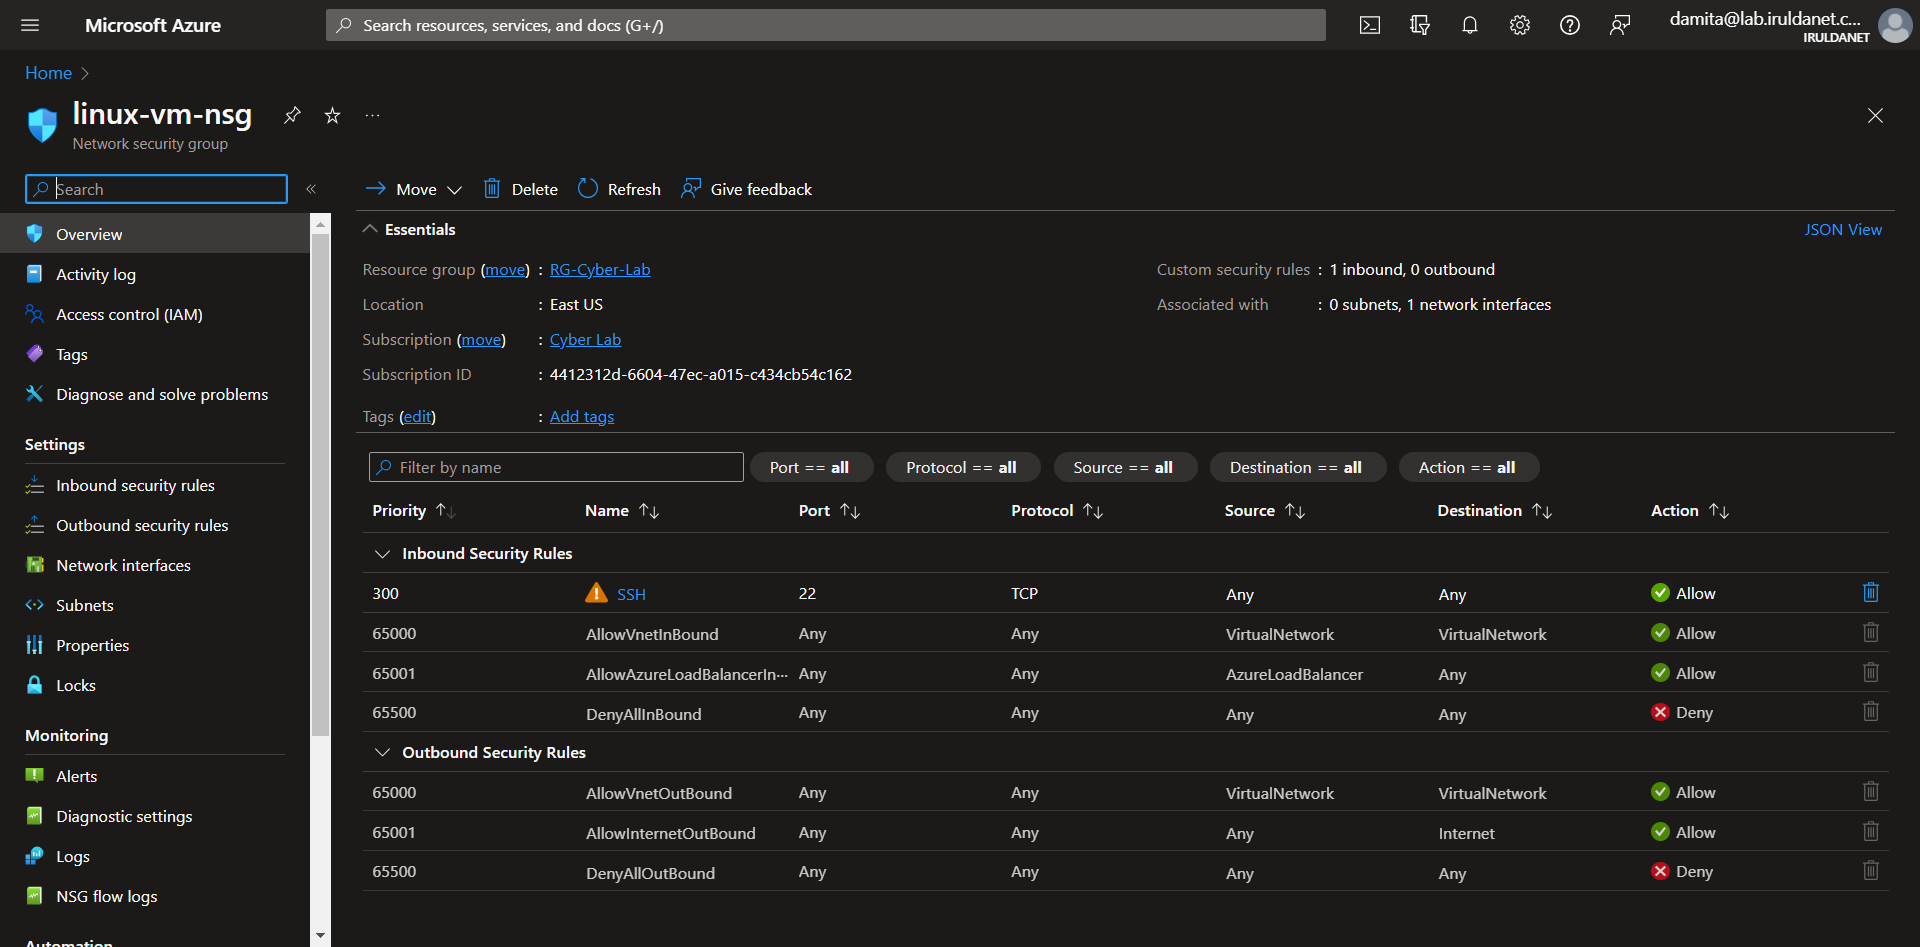 Microsoft Azure
Search resources, services, and docs (G+/)
damita@lab.iruldanet.c...
IRULDANET
Home
linux-vm-nsg
Network security group
Search
Move
Delete
Refresh
Give feedback
Overview
Activity log
Access control (IAM)
Tags
Diagnose and solve problems
Settings
Inbound security rules
Outbound security rules
Network interfaces
Subnets
Properties
Locks
Monitoring
Alerts
Diagnostic settings
Logs
NSG flow logs
Automation
Essentials
JSON View
Resource group (move) : RG-Cyber-Lab
Location : East US
Subscription (move) : Cyber Lab
Subscription ID : 4412312d-6604-47ec-a015-c434cb54c162
Tags (edit) : Add tags
Custom security rules : 1 inbound, 0 outbound
Associated with : 0 subnets, 1 network interfaces
Filter by name
Port == all
Protocol == all
Source == all
Destination == all
Action == all
Priority Name Port Protocol Source Destination Action
Inbound Security Rules
300 SSH 22 TCP Any Any Allow
65000 AllowVnetInBound Any Any VirtualNetwork VirtualNetwork Allow
65001 AllowAzureLoadBalancerIn... Any Any AzureLoadBalancer Any Allow
65500 DenyAllInBound Any Any Any Any Deny
Outbound Security Rules
65000 AllowVnetOutBound Any Any VirtualNetwork VirtualNetwork Allow
65001 AllowInternetOutBound Any Any Any Internet Allow
65500 DenyAllOutBound Any Any Any Any Deny